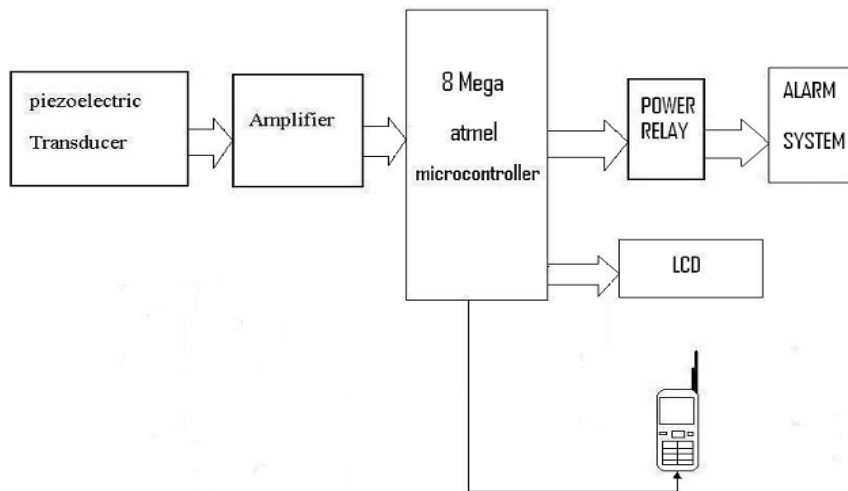 piezoelectric
Transducer
Amplifier
8 Mega
atmel
microcontroller
POWER
RELAY
ALARM
SYSTEM
LCD